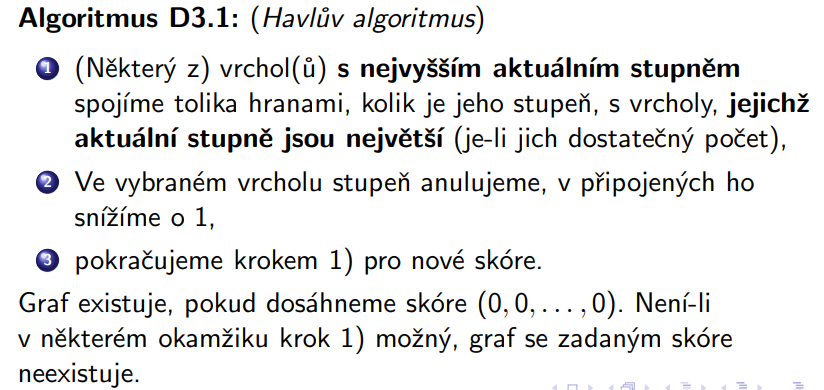 Algoritmus D3.1: (Havlův algoritmus)
1 (Některý z) vrchol(ů) s nejvyšším aktuálním stupněm
spojíme tolika hranami, kolik je jeho stupeň, s vrcholy, jejichž
aktuální stupně jsou největší (je-li jich dostatečný počet),
2 Ve vybraném vrcholu stupeň anulujeme, v připojených ho
snížíme o 1,
3 pokračujeme krokem 1) pro nové skóre.
Graf existuje, pokud dosáhneme skóre (0, 0, . . . , 0). Není-li
v některém okamžiku krok 1) možný, graf se zadaným skóre
neexistuje.